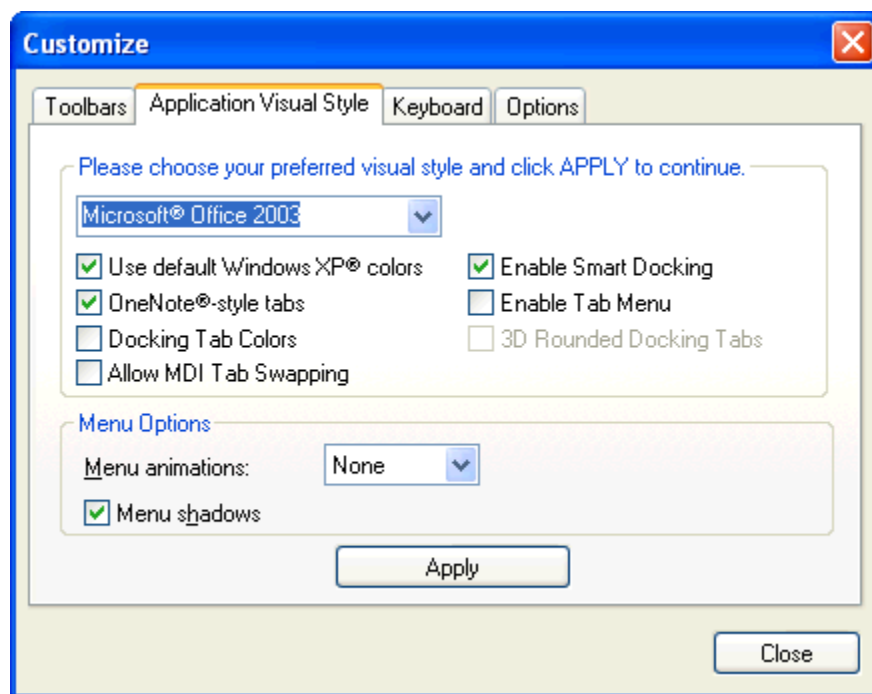 Customize
Toolbars Application Visual Style Keyboard Options
Please choose your preferred visual style and click APPLY to continue.
Microsoft® Office 2003
Use default Windows XP® colors Enable Smart Docking
OneNote®-style tabs Enable Tab Menu
Docking Tab Colors 3D Rounded Docking Tabs
Allow MDI Tab Swapping
Menu Options
Menu animations: None
Menu shadows
Apply
Close